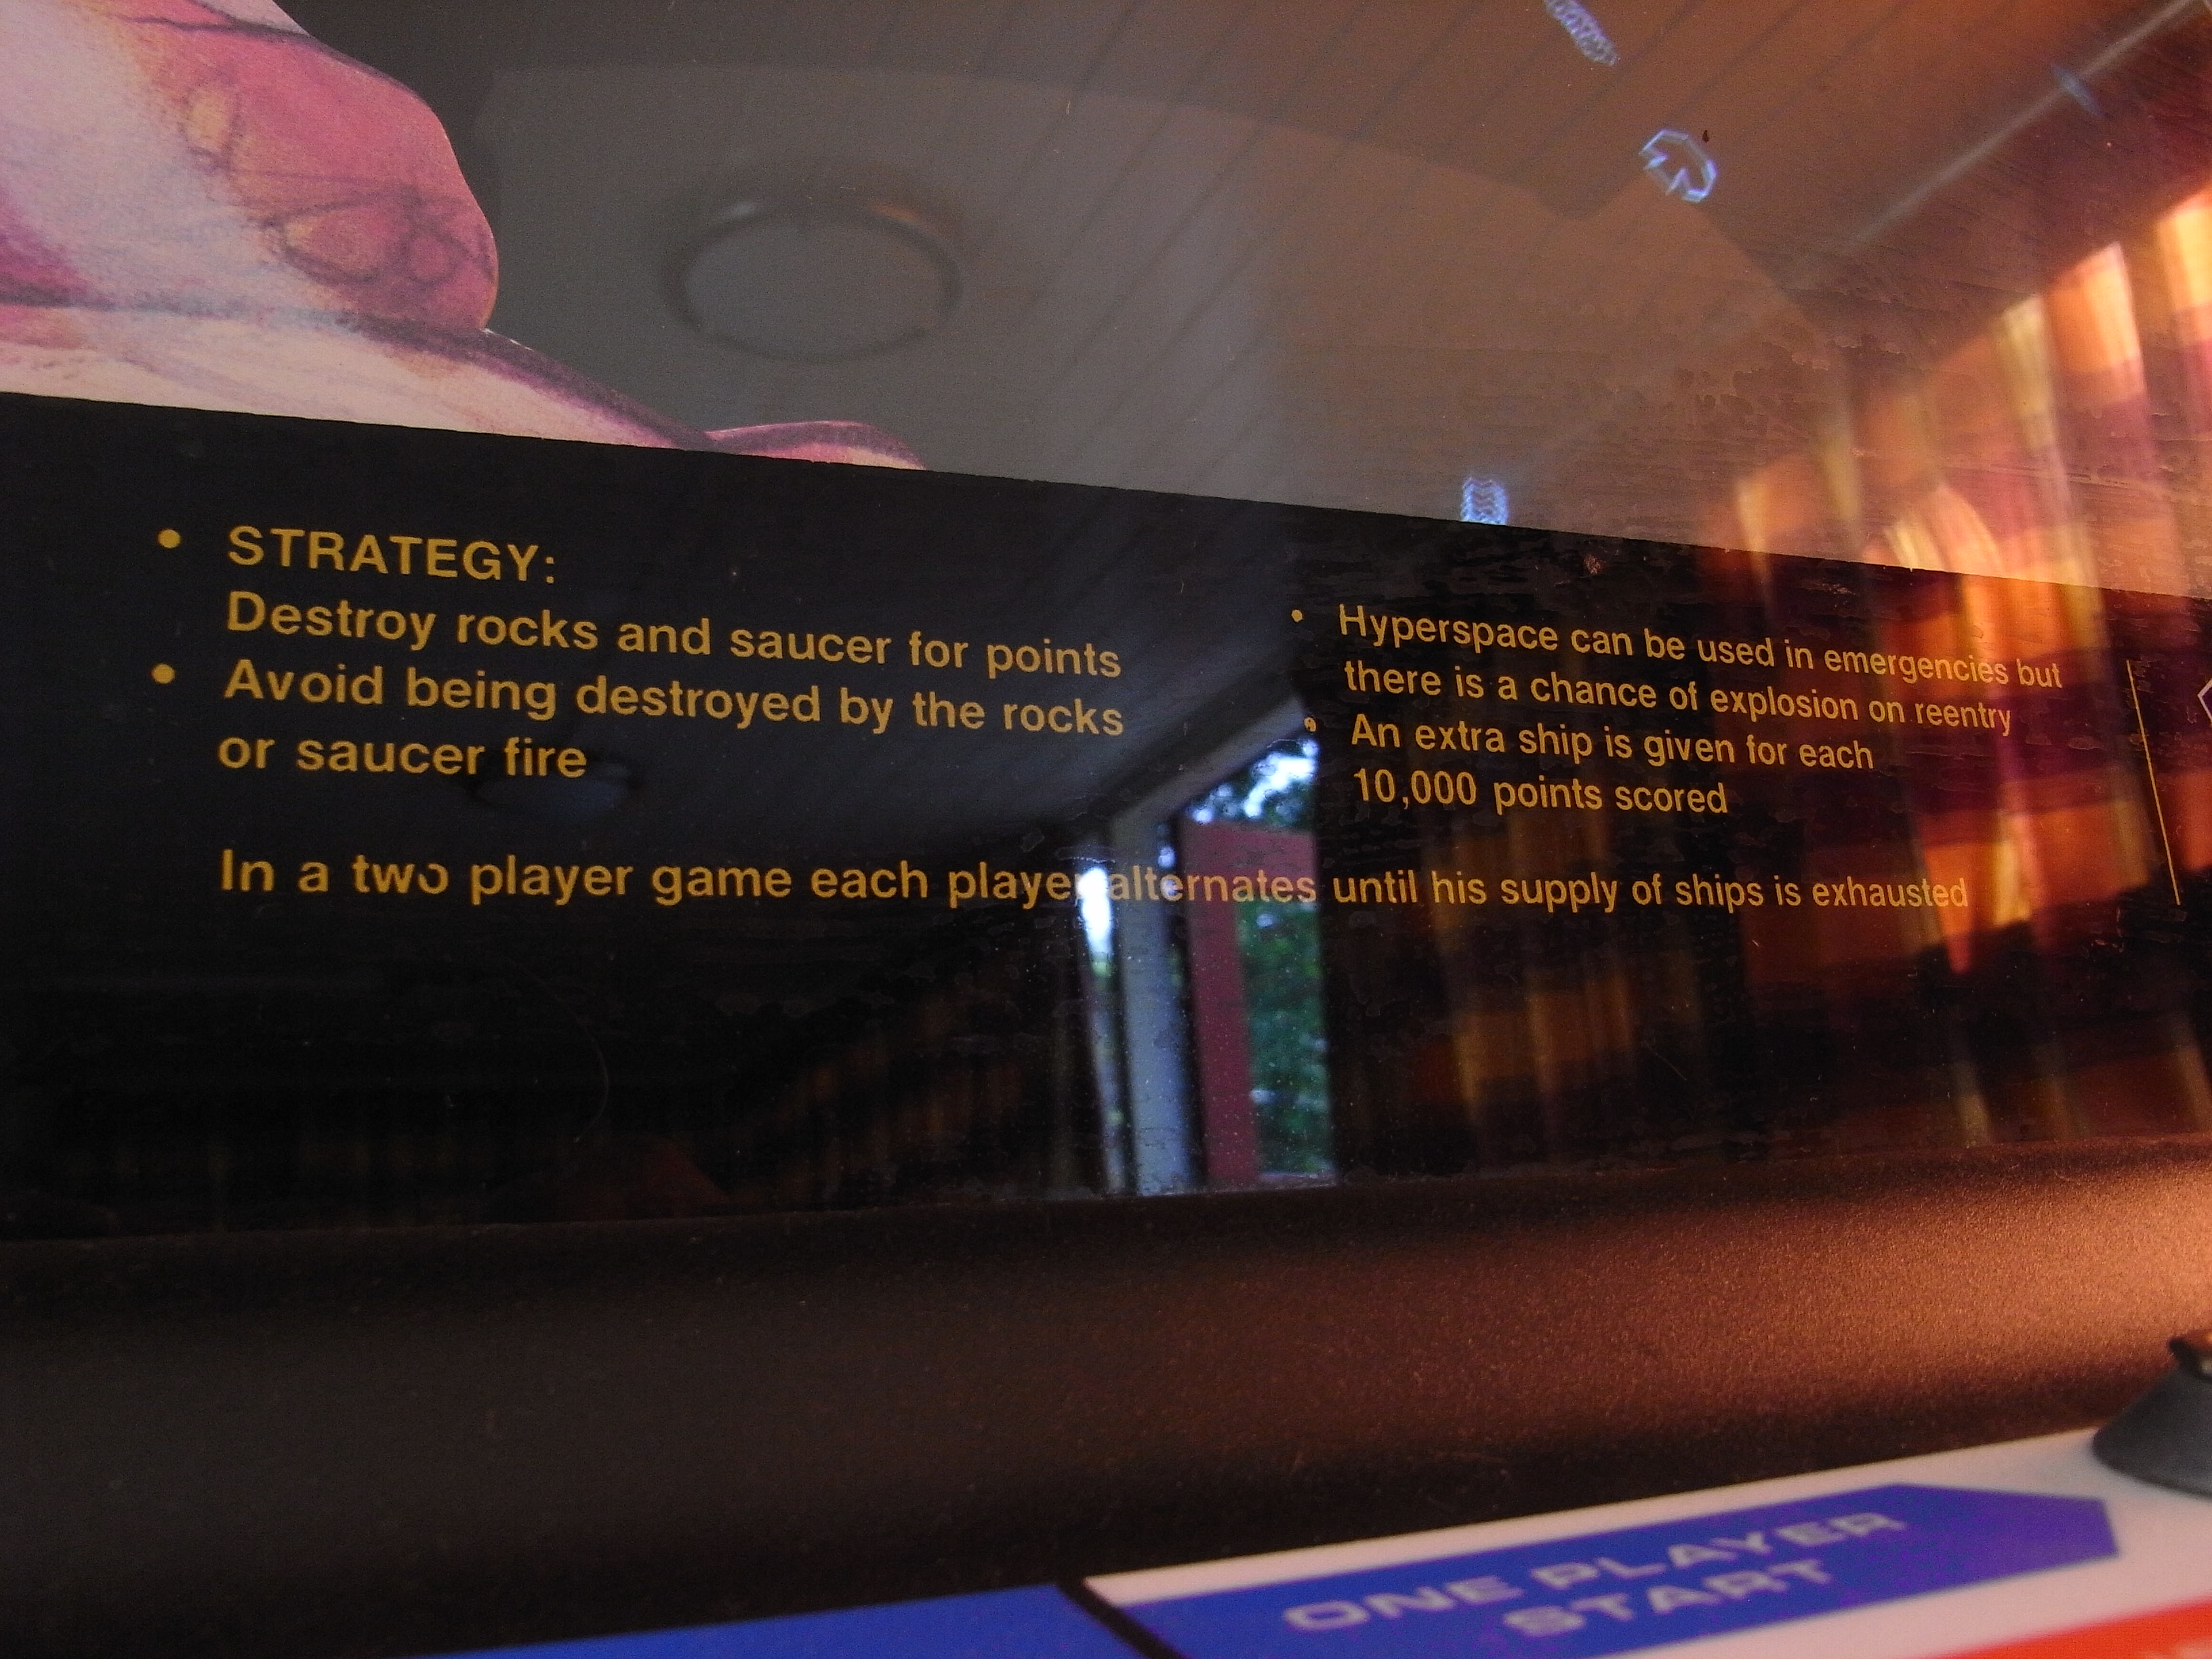 • STRATEGY:
Destroy rocks and saucer for points
• Avoid being destroyed by the rocks
or saucer fire
• Hyperspace can be used in emergencies but
there is a chance of explosion on reentry
• An extra ship is given for each
10,000 points scored
In a two player game each player alternates until his supply of ships is exhausted
ONE PLAYER
START